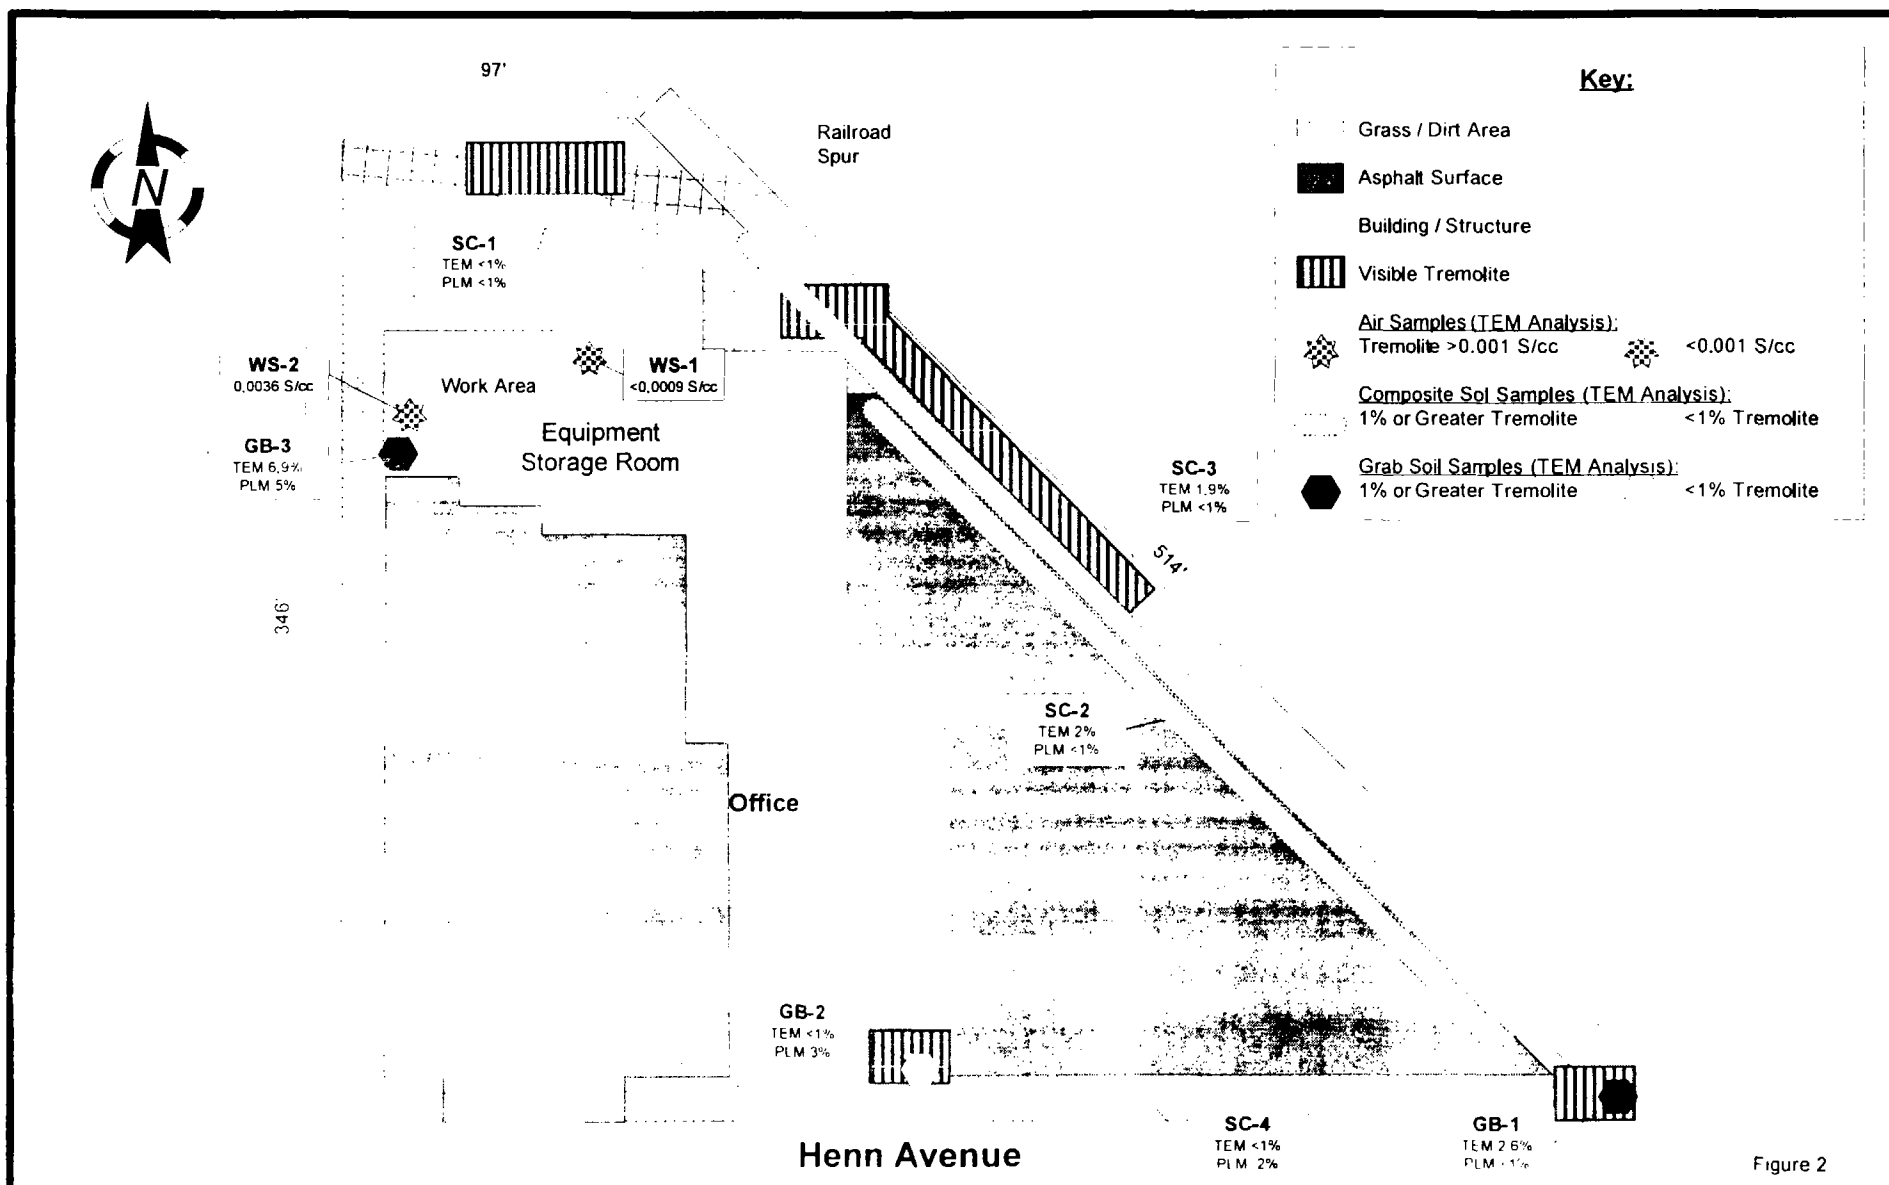 97'
Railroad
Spur
N
SC-1
TEM <1%
PLM <1%
WS-2
0.0036 S/cc
Work Area
WS-1
<0.0009 S/cc
GB-3
TEM 6.9%
PLM 5%
Equipment
Storage Room
346'
SC-3
TEM 1.9%
PLM <1%
514'
SC-2
TEM 2%
PLM <1%
Office
GB-2
TEM <1%
PLM 3%
SC-4
TEM <1%
PLM 2%
GB-1
TEM 2.6%
PLM <1%
Henn Avenue
Figure 2
Key:
Grass / Dirt Area
Asphalt Surface
Building / Structure
Visible Tremolite
Air Samples (TEM Analysis):
Tremolite >0.001 S/cc <0.001 S/cc
Composite Sol Samples (TEM Analysis):
1% or Greater Tremolite <1% Tremolite
Grab Soil Samples (TEM Analysis):
1% or Greater Tremolite <1% Tremolite